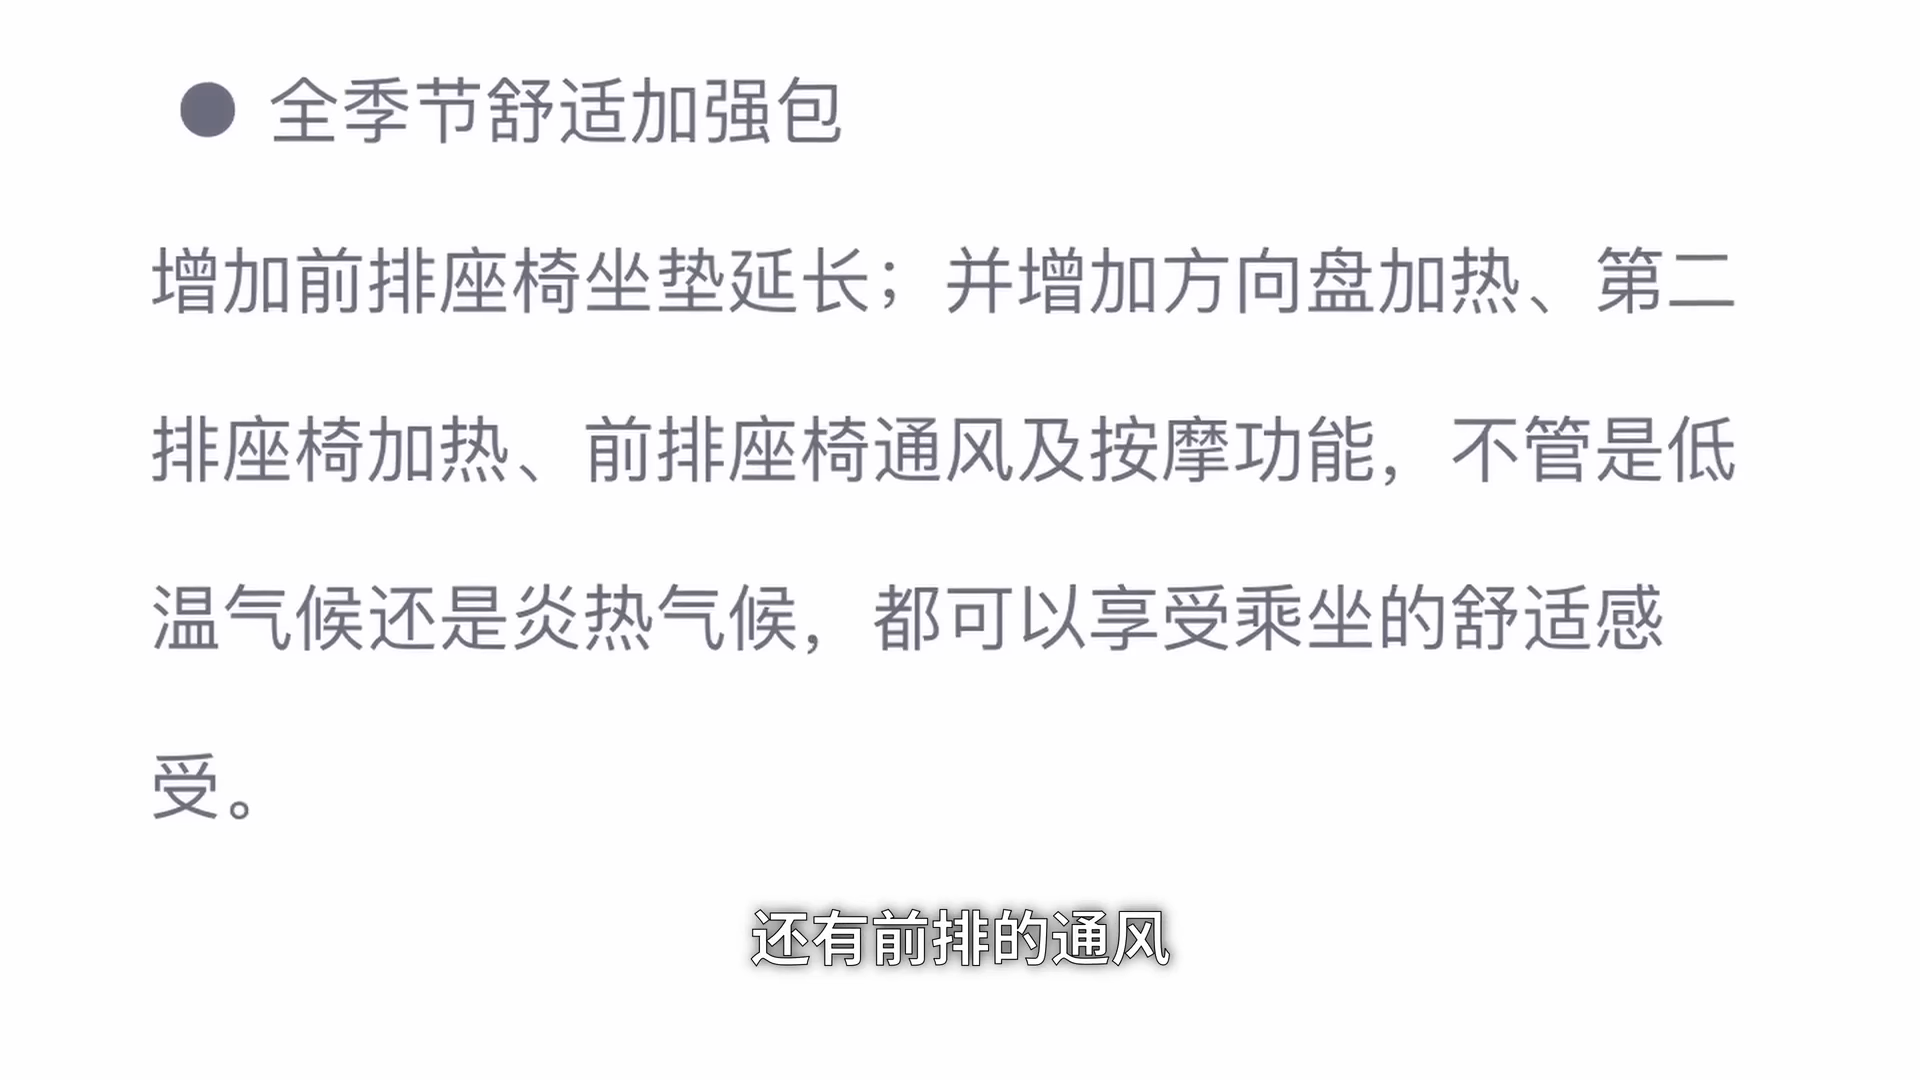 ● 全季节舒适加强包
增加前排座椅坐垫延长；并增加方向盘加热、第二
排座椅加热、前排座椅通风及按摩功能，不管是低
温气候还是炎热气候，都可以享受乘坐的舒适感
受。
还有前排的通风